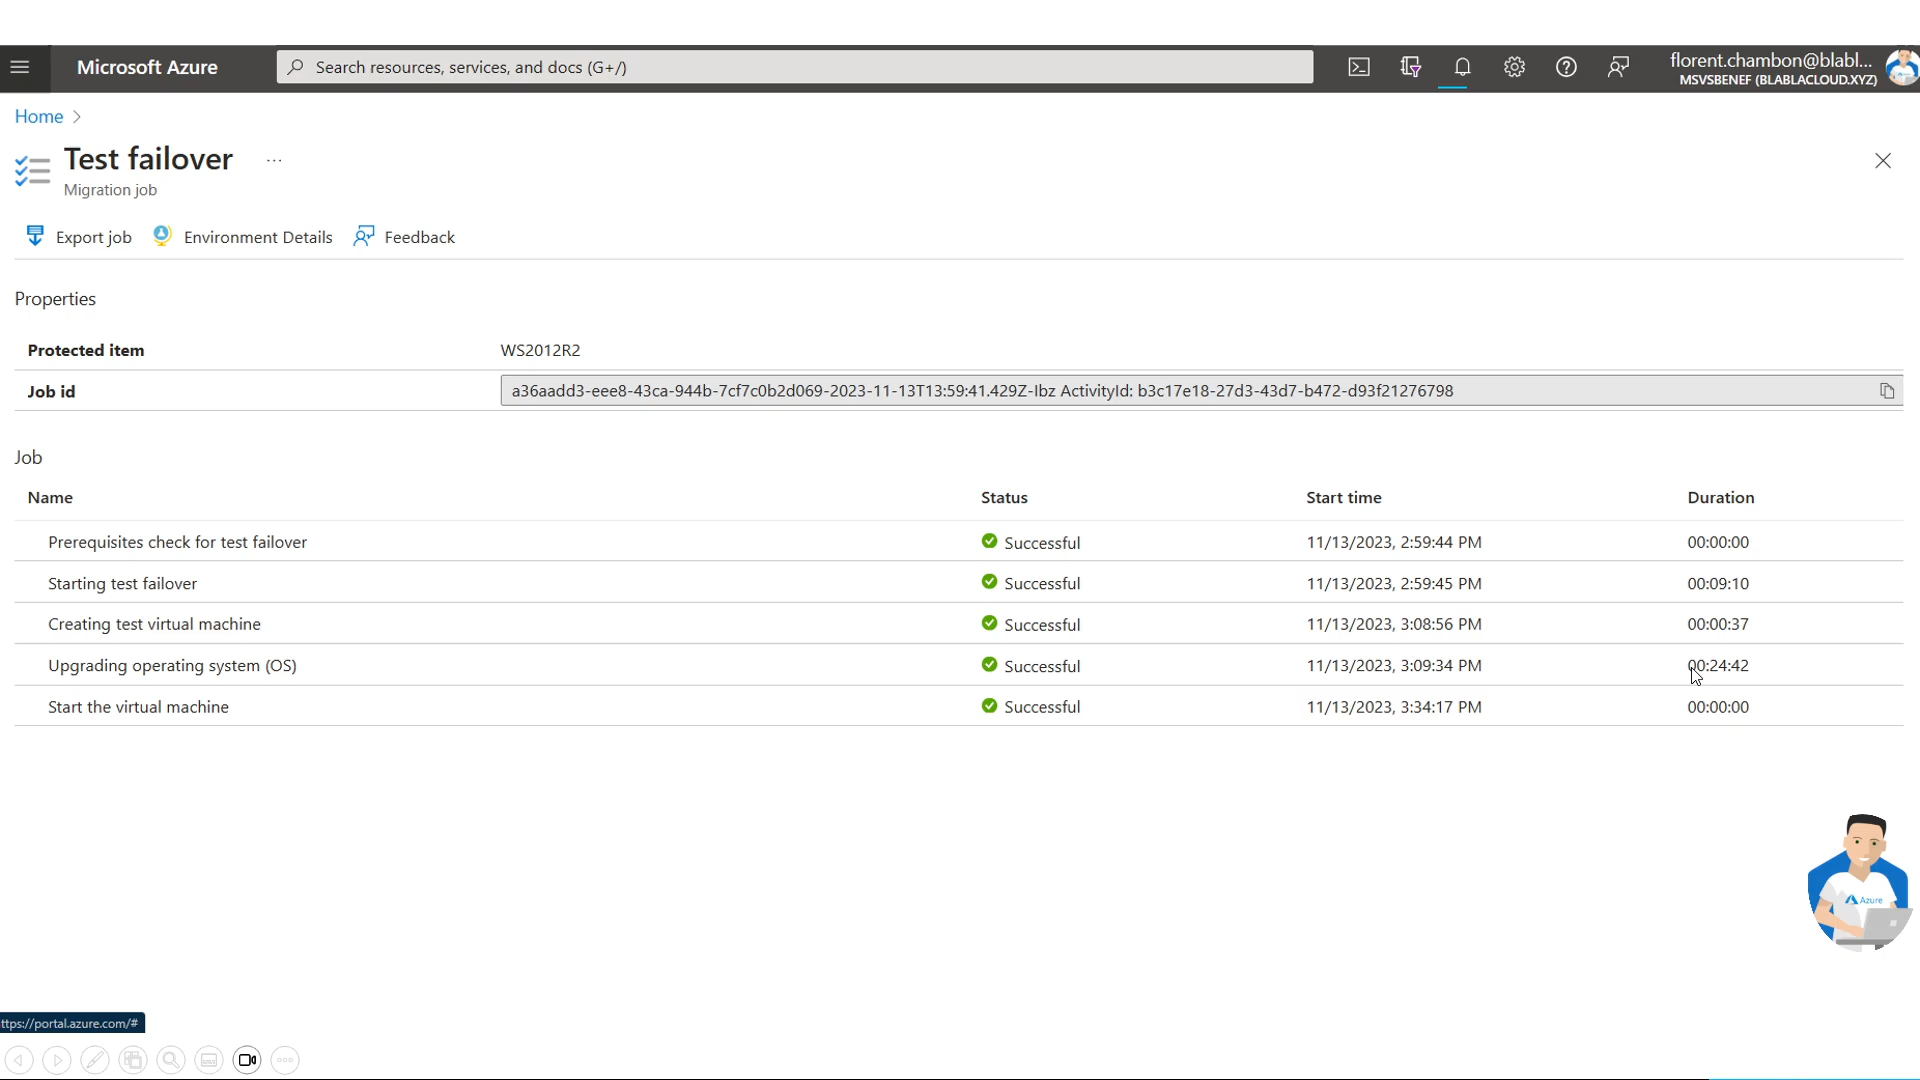 Microsoft Azure
Search resources, services, and docs (G+/)
florent.chambon@blabl...
MSVSBENEF (BLABLACLOUD.XYZ)
Home
Test failover ...
Migration job
Export job Environment Details Feedback
Properties
Protected item WS2012R2
Job id a36aadd3-eee8-43ca-944b-7cf7c0b2d069-2023-11-13T13:59:41.429Z-Ibz ActivityId: b3c17e18-27d3-43d7-b472-d93f21276798
Job
Name Status Start time Duration
Prerequisites check for test failover Successful 11/13/2023, 2:59:44 PM 00:00:00
Starting test failover Successful 11/13/2023, 2:59:45 PM 00:09:10
Creating test virtual machine Successful 11/13/2023, 3:08:56 PM 00:00:37
Upgrading operating system (OS) Successful 11/13/2023, 3:09:34 PM 00:24:42
Start the virtual machine Successful 11/13/2023, 3:34:17 PM 00:00:00
Azure
ttps://portal.azure.com/#